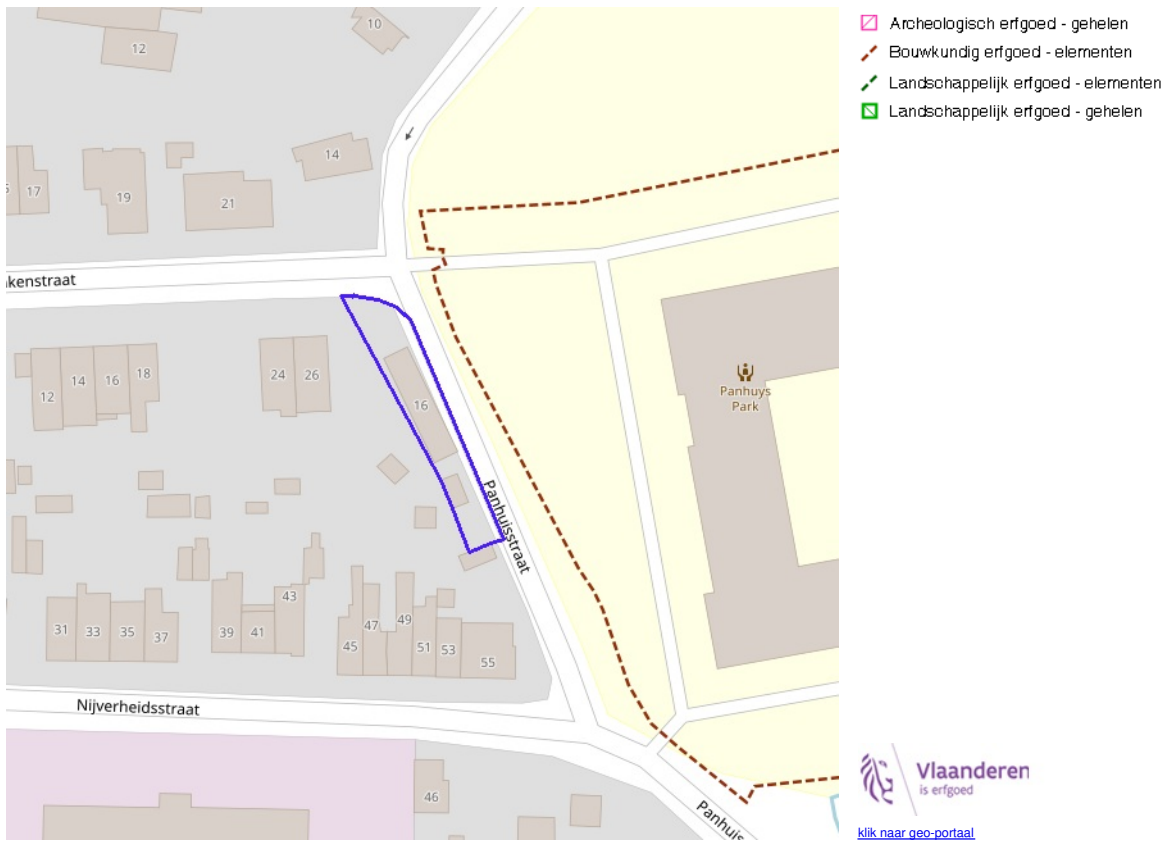 10
12
14
17
19
21
kenstraat
24
26
18
16
14
12
16
Panhuys
Park
Panhuisstraat
31
33
35
37
39
41
43
45
47
49
51
53
55
Nijverheidsstraat
46
Panhuis
Archeologisch erfgoed - gehelen
Bouwkundig erfgoed - elementen
Landschappelijk erfgoed - elementen
Landschappelijk erfgoed - gehelen
Vlaanderen
is erfgoed
klik naar geo-portaal